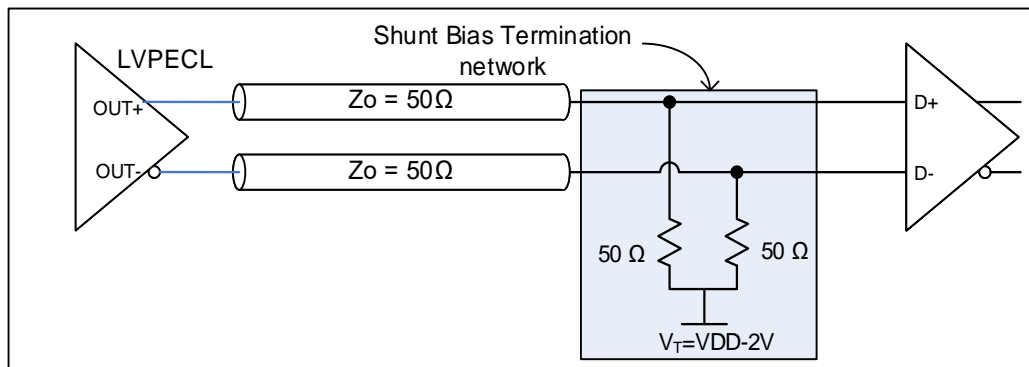 Shunt Bias Termination
network
LVPECL
OUT+
Zo = 50Ω
D+
OUT-
Zo = 50Ω
D-
50 Ω
50 Ω
VT=VDD-2V